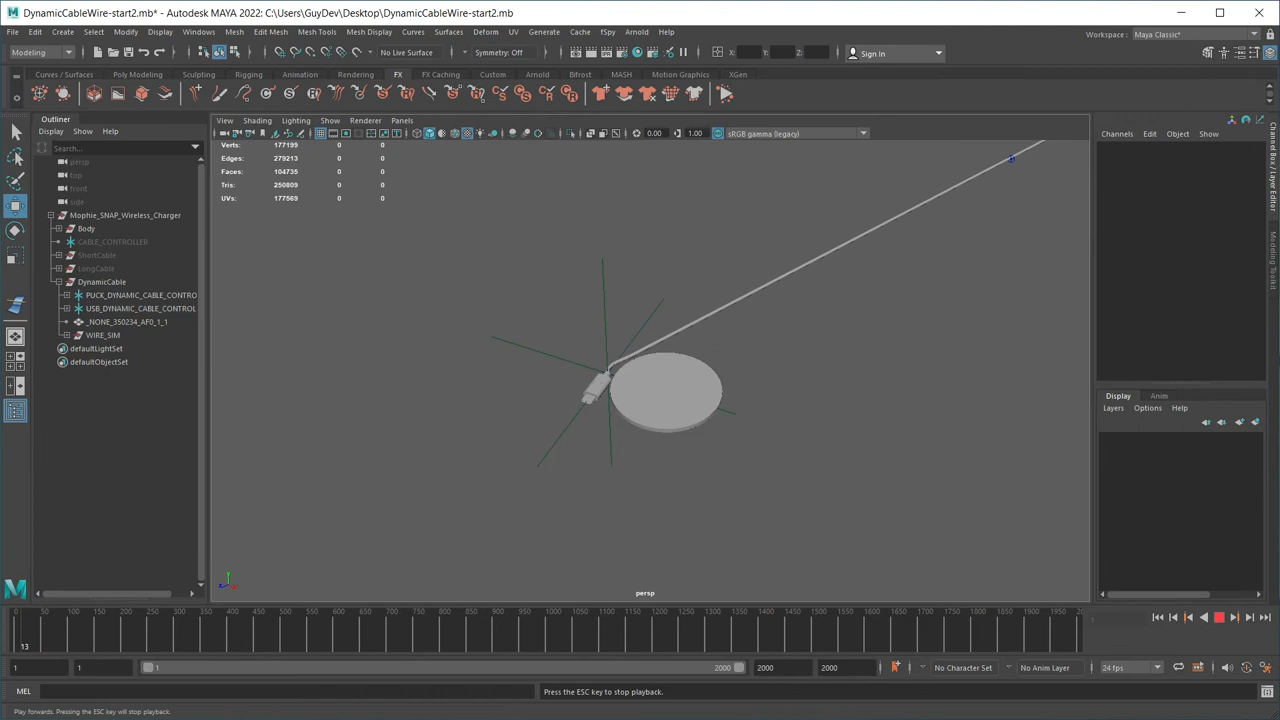 DynamicCableWire-start2.mb* - Autodesk MAYA 2022: C:\Users\GuyDev\Desktop\DynamicCableWire-start2.mb
File Edit Create Select Modify Display Windows Mesh Edit Mesh Mesh Tools Mesh Display Curves Surfaces Deform UV Generate Cache fSpy Arnold Help
Workspace : Maya Classic*
Modeling No Live Surface Symmetry: Off X: Y: Z: Sign In
Curves / Surfaces Poly Modeling Sculpting Rigging Animation Rendering FX FX Caching Custom Arnold Bifrost MASH Motion Graphics XGen
Outliner
Display Show Help
Search...
persp
top
front
side
Mophie_SNAP_Wireless_Charger
Body
CABLE_CONTROLLER
ShortCable
LongCable
DynamicCable
PUCK_DYNAMIC_CABLE_CONTRO
USB_DYNAMIC_CABLE_CONTROL
_NONE_350234_AF0_1_1
WIRE_SIM
defaultLightSet
defaultObjectSet
View Shading Lighting Show Renderer Panels
0.00 1.00 sRGB gamma (legacy)
Verts: 177199 0 0
Edges: 279213 0 0
Faces: 104735 0 0
Tris: 250809 0 0
UVs: 177569 0 0
persp
Channels Edit Object Show
Channel Box / Layer Editor
Modeling Toolkit
Display Anim
Layers Options Help
0 50 100 150 200 250 300 350 400 450 500 550 600 650 700 750 800 850 900 950 1000 1050 1100 1150 1200 1250 1300 1350 1400 1450 1500 1550 1600 1650 1700 1750 1800 1850 1900 1950 20
13
1
1 1 1 2000 2000 2000 No Character Set No Anim Layer 24 fps
MEL Press the ESC key to stop playback.
Play forwards. Pressing the ESC key will stop playback.